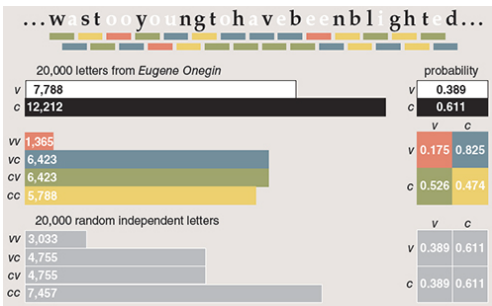 ...wastooyoungtohavebeenblighted...
20,000 letters from Eugene Onegin
probability
v 7,788
c 12,212
v 0.389
c 0.611
v c
vv 1,365
vc 6,423
cv 6,423
cc 5,788
v 0.175 0.825
c 0.526 0.474
20,000 random independent letters
v c
vv 3,033
vc 4,755
cv 4,755
cc 7,457
v 0.389 0.611
c 0.389 0.611